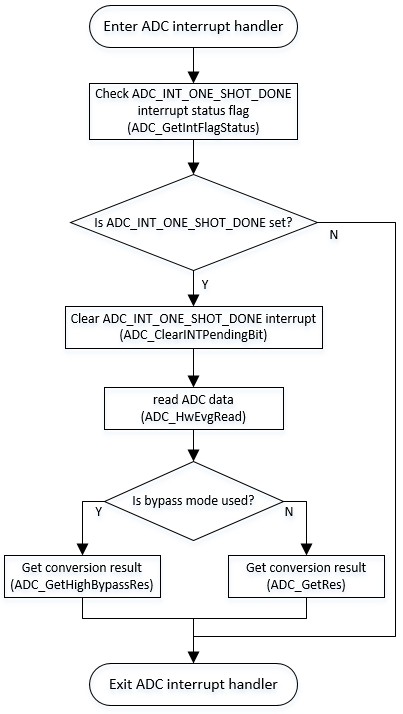 Enter ADC interrupt handler
Check ADC_INT_ONE_SHOT_DONE
interrupt status flag
(ADC_GetIntFlagStatus)
Is ADC_INT_ONE_SHOT_DONE set?
N
Y
Clear ADC_INT_ONE_SHOT_DONE interrupt
(ADC_ClearINTPendingBit)
read ADC data
(ADC_HwEvgRead)
Is bypass mode used?
Y
N
Get conversion result
(ADC_GetHighBypassRes)
Get conversion result
(ADC_GetRes)
Exit ADC interrupt handler